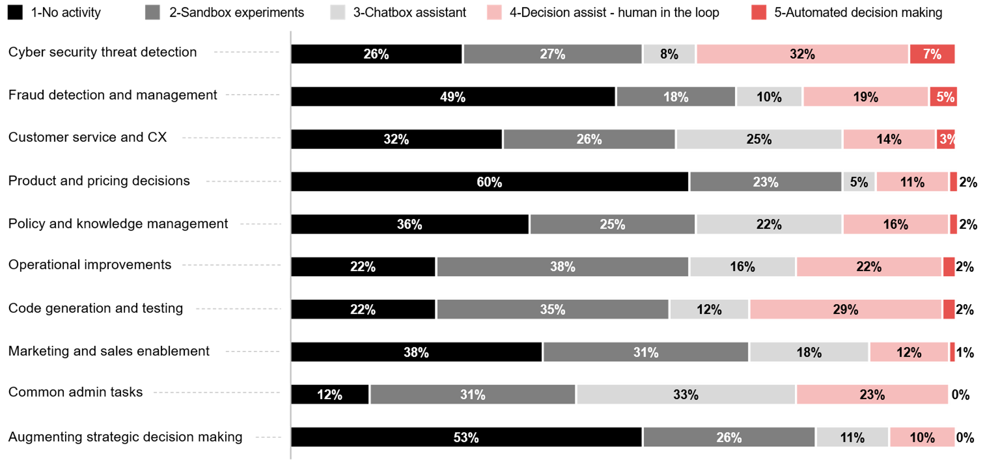 1-No activity 2-Sandbox experiments 3-Chatbox assistant 4-Decision assist - human in the loop 5-Automated decision making
Cyber security threat detection 26% 27% 8% 32% 7%
Fraud detection and management 49% 18% 10% 19% 5%
Customer service and CX 32% 26% 25% 14% 3%
Product and pricing decisions 60% 23% 5% 11% 2%
Policy and knowledge management 36% 25% 22% 16% 2%
Operational improvements 22% 38% 16% 22% 2%
Code generation and testing 22% 35% 12% 29% 2%
Marketing and sales enablement 38% 31% 18% 12% 1%
Common admin tasks 12% 31% 33% 23% 0%
Augmenting strategic decision making 53% 26% 11% 10% 0%